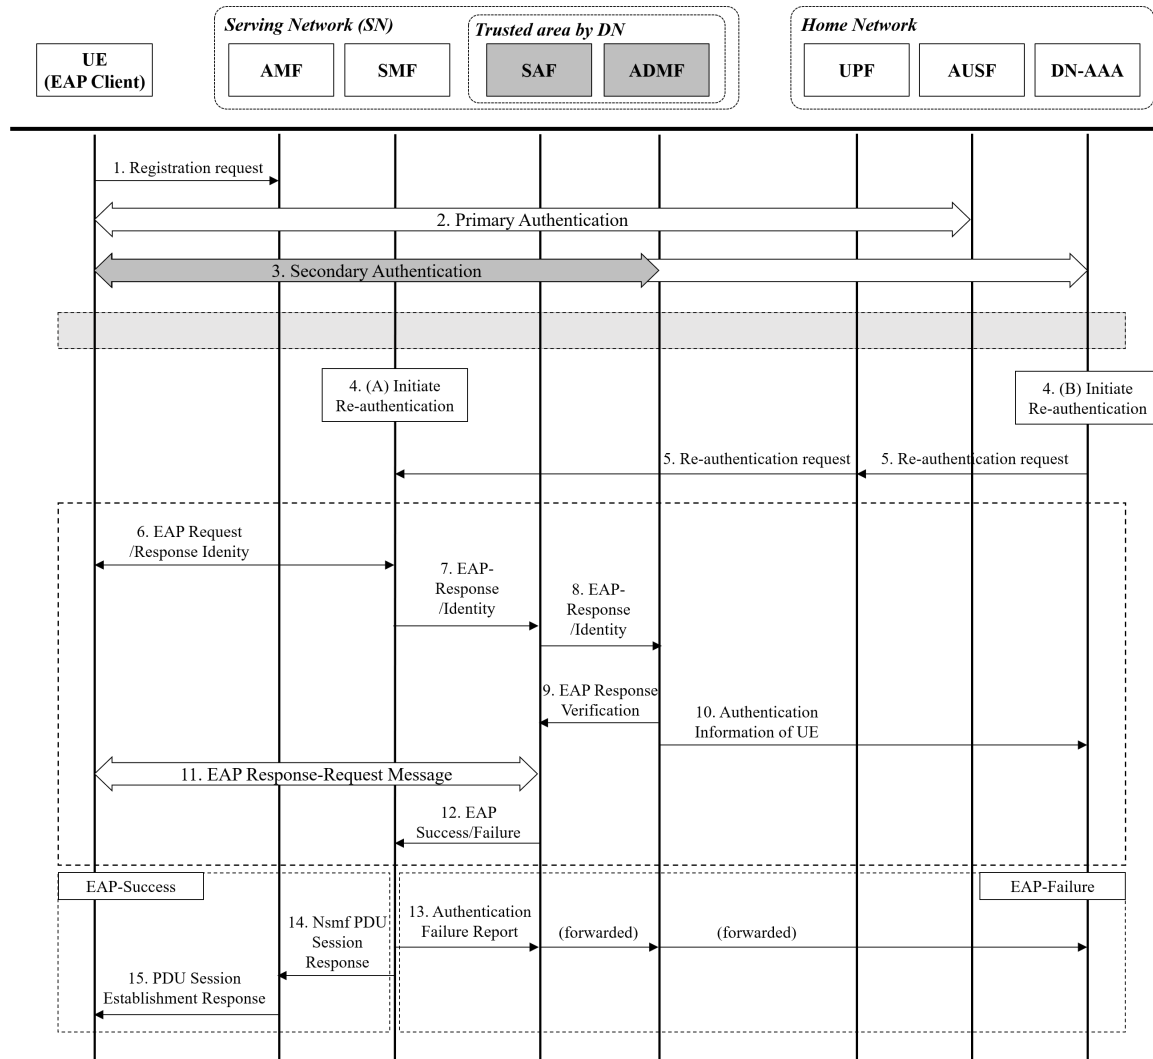 Serving Network (SN)
Trusted area by DN
Home Network
UE
(EAP Client)
AMF
SMF
SAF
ADMF
UPF
AUSF
DN-AAA
1. Registration request
2. Primary Authentication
3. Secondary Authentication
4. (A) Initiate
Re-authentication
4. (B) Initiate
Re-authentication
5. Re-authentication request
5. Re-authentication request
6. EAP Request
/Response Idenity
7. EAP-
Response
/Identity
8. EAP-
Response
/Identity
9. EAP Response
Verification
10. Authentication
Information of UE
11. EAP Response-Request Message
12. EAP
Success/Failure
EAP-Success
EAP-Failure
13. Authentication
Failure Report
(forwarded)
(forwarded)
14. Nsmf PDU
Session
Response
15. PDU Session
Establishment Response